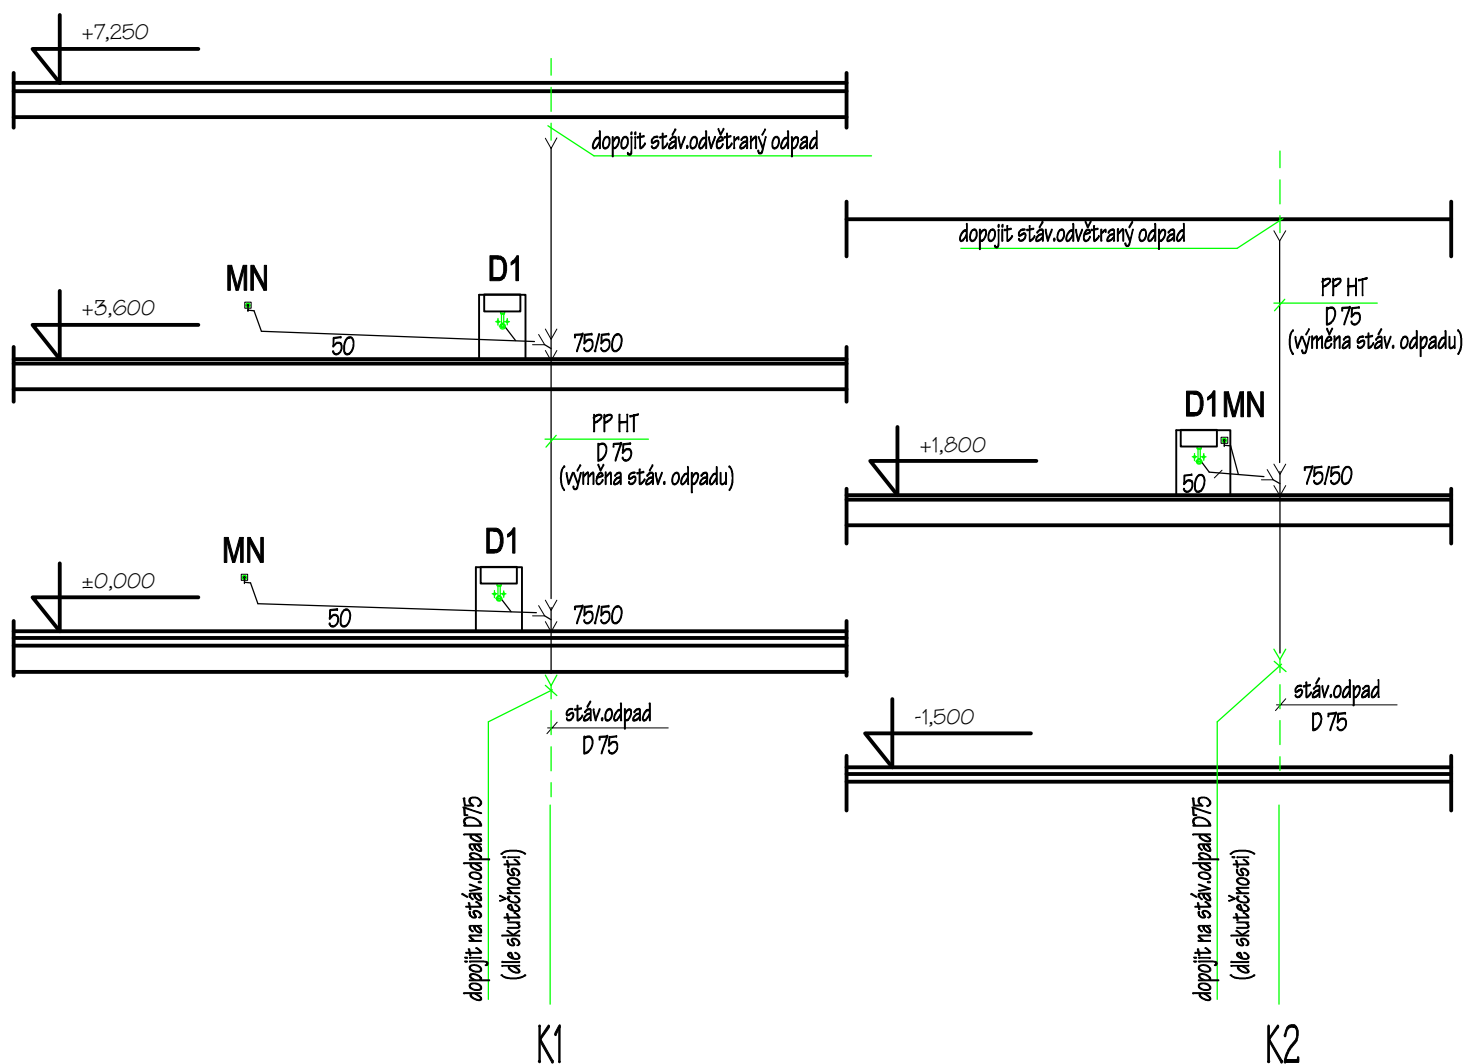 +7,250
dopojit stáv.odvětraný odpad
MN
D1
+3,600
50
75/50
PP HT
D 75
(výměna stáv. odpadu)
MN
D1
±0,000
50
75/50
stáv.odpad
D 75
dopojit na stáv.odpad D75
(dle skutečnosti)
K1
dopojit stáv.odvětraný odpad
PP HT
D 75
(výměna stáv. odpadu)
D1 MN
+1,800
50
75/50
stáv.odpad
D 75
-1,500
dopojit na stáv.odpad D75
(dle skutečnosti)
K2